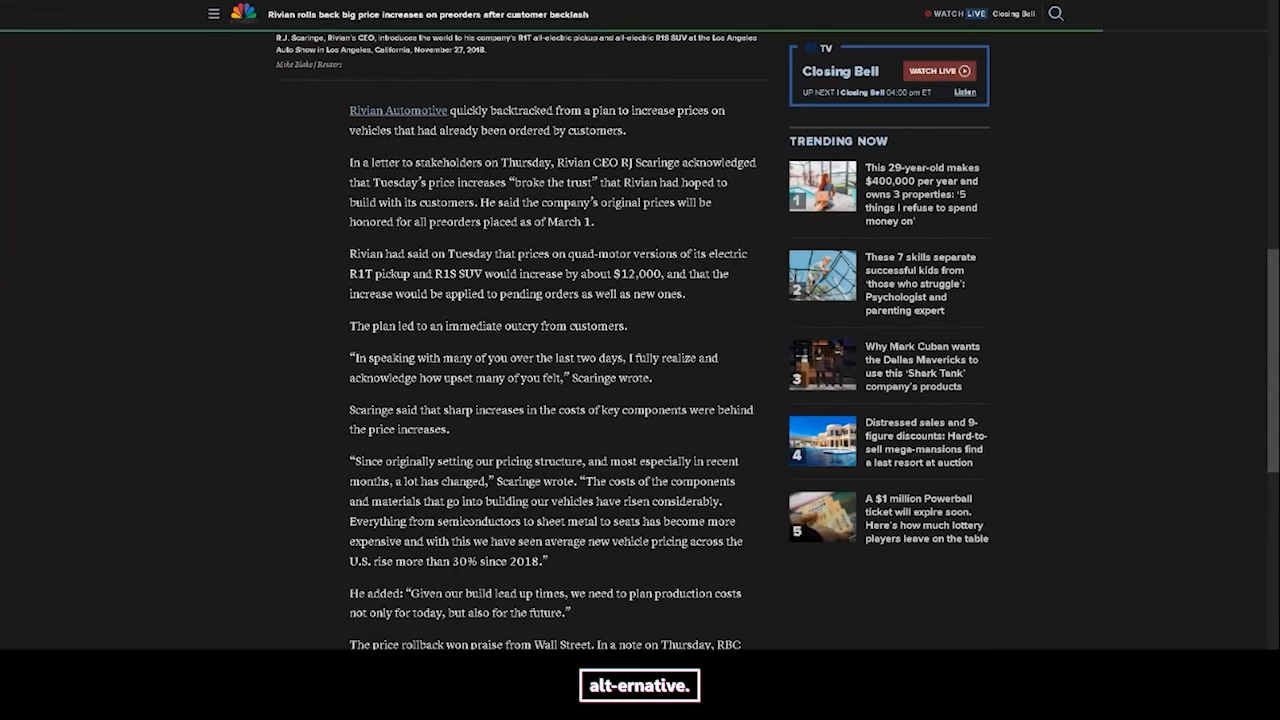 Rivian rolls back big price increases on preorders after customer backlash
WATCH LIVE Closing Bell
R.J. Scaringe, Rivian's CEO, introduces the world to his company's R1T all-electric pickup and all-electric R1S SUV at the Los Angeles
Auto Show in Los Angeles, California, November 27, 2018.
Mike Blake | Reuters
Rivian Automotive quickly backtracked from a plan to increase prices on
vehicles that had already been ordered by customers.
In a letter to stakeholders on Thursday, Rivian CEO RJ Scaringe acknowledged
that Tuesday's price increases “broke the trust” that Rivian had hoped to
build with its customers. He said the company's original prices will be
honored for all preorders placed as of March 1.
Rivian had said on Tuesday that prices on quad-motor versions of its electric
R1T pickup and R1S SUV would increase by about $12,000, and that the
increase would be applied to pending orders as well as new ones.
The plan led to an immediate outcry from customers.
“In speaking with many of you over the last two days, I fully realize and
acknowledge how upset many of you felt,” Scaringe wrote.
Scaringe said that sharp increases in the costs of key components were behind
the price increases.
“Since originally setting our pricing structure, and most especially in recent
months, a lot has changed,” Scaringe wrote. “The costs of the components
and materials that go into building our vehicles have risen considerably.
Everything from semiconductors to sheet metal to seats has become more
expensive and with this we have seen average new vehicle pricing across the
U.S. rise more than 30% since 2018.”
He added: “Given our build lead up times, we need to plan production costs
not only for today, but also for the future.”
The price rollback won praise from Wall Street. In a note on Thursday, RBC
TV
Closing Bell
WATCH LIVE
UP NEXT | Closing Bell 04:00 pm ET
Listen
TRENDING NOW
1
This 29-year-old makes
$400,000 per year and
owns 3 properties: ‘5
things I refuse to spend
money on’
2
These 7 skills separate
successful kids from
‘those who struggle’:
Psychologist and
parenting expert
3
Why Mark Cuban wants
the Dallas Mavericks to
use this ‘Shark Tank’
company's products
4
Distressed sales and 9-
figure discounts: Hard-to-
sell mega-mansions find
a last resort at auction
5
A $1 million Powerball
ticket will expire soon.
Here's how much lottery
players leave on the table
alt-ernative.